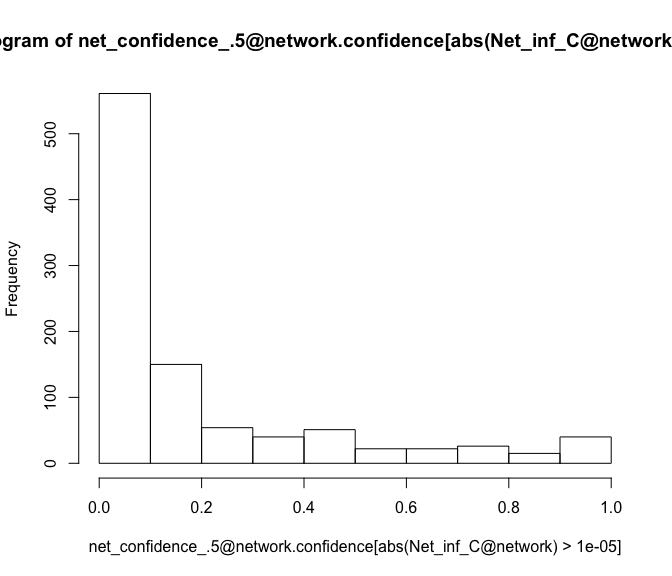 ogram of net_confidence_.5@network.confidence[abs(Net_inf_C@network
Frequency
500
400
300
200
100
0
0.0 0.2 0.4 0.6 0.8 1.0
net_confidence_.5@network.confidence[abs(Net_inf_C@network) > 1e-05]